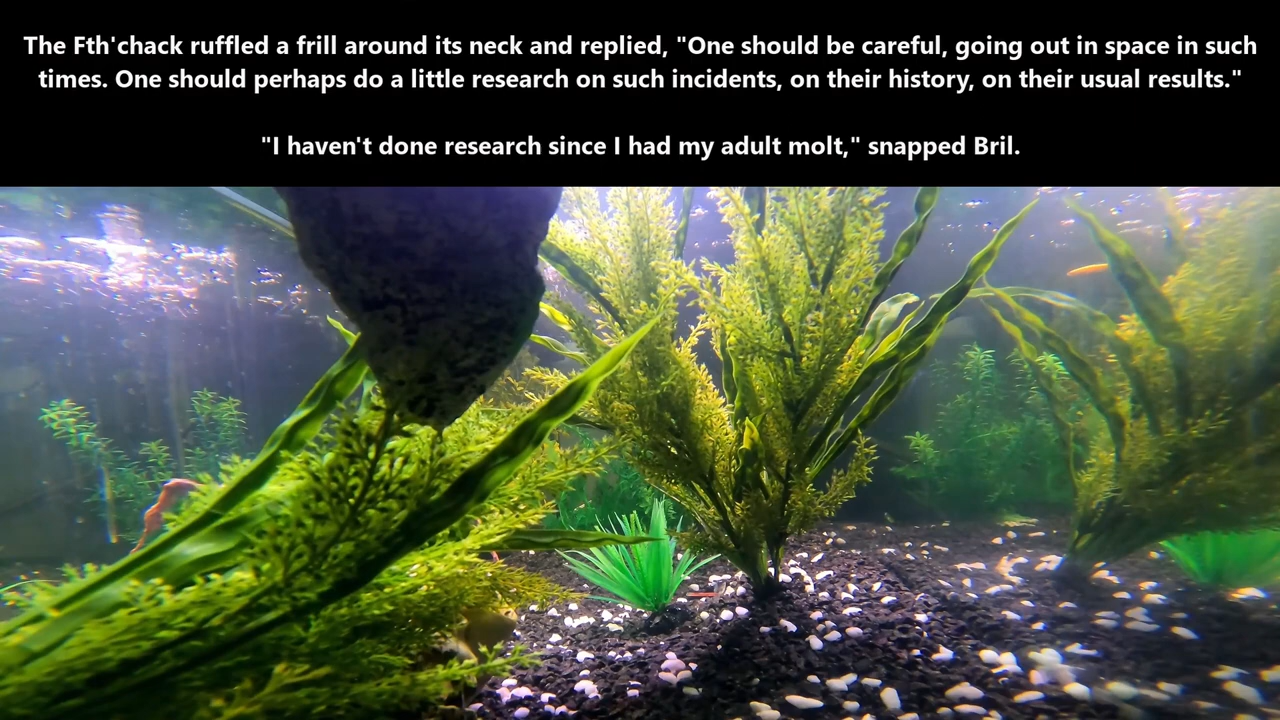 The Fth'chack ruffled a frill around its neck and replied, "One should be careful, going out in space in such
times. One should perhaps do a little research on such incidents, on their history, on their usual results."
"I haven't done research since I had my adult molt," snapped Bril.